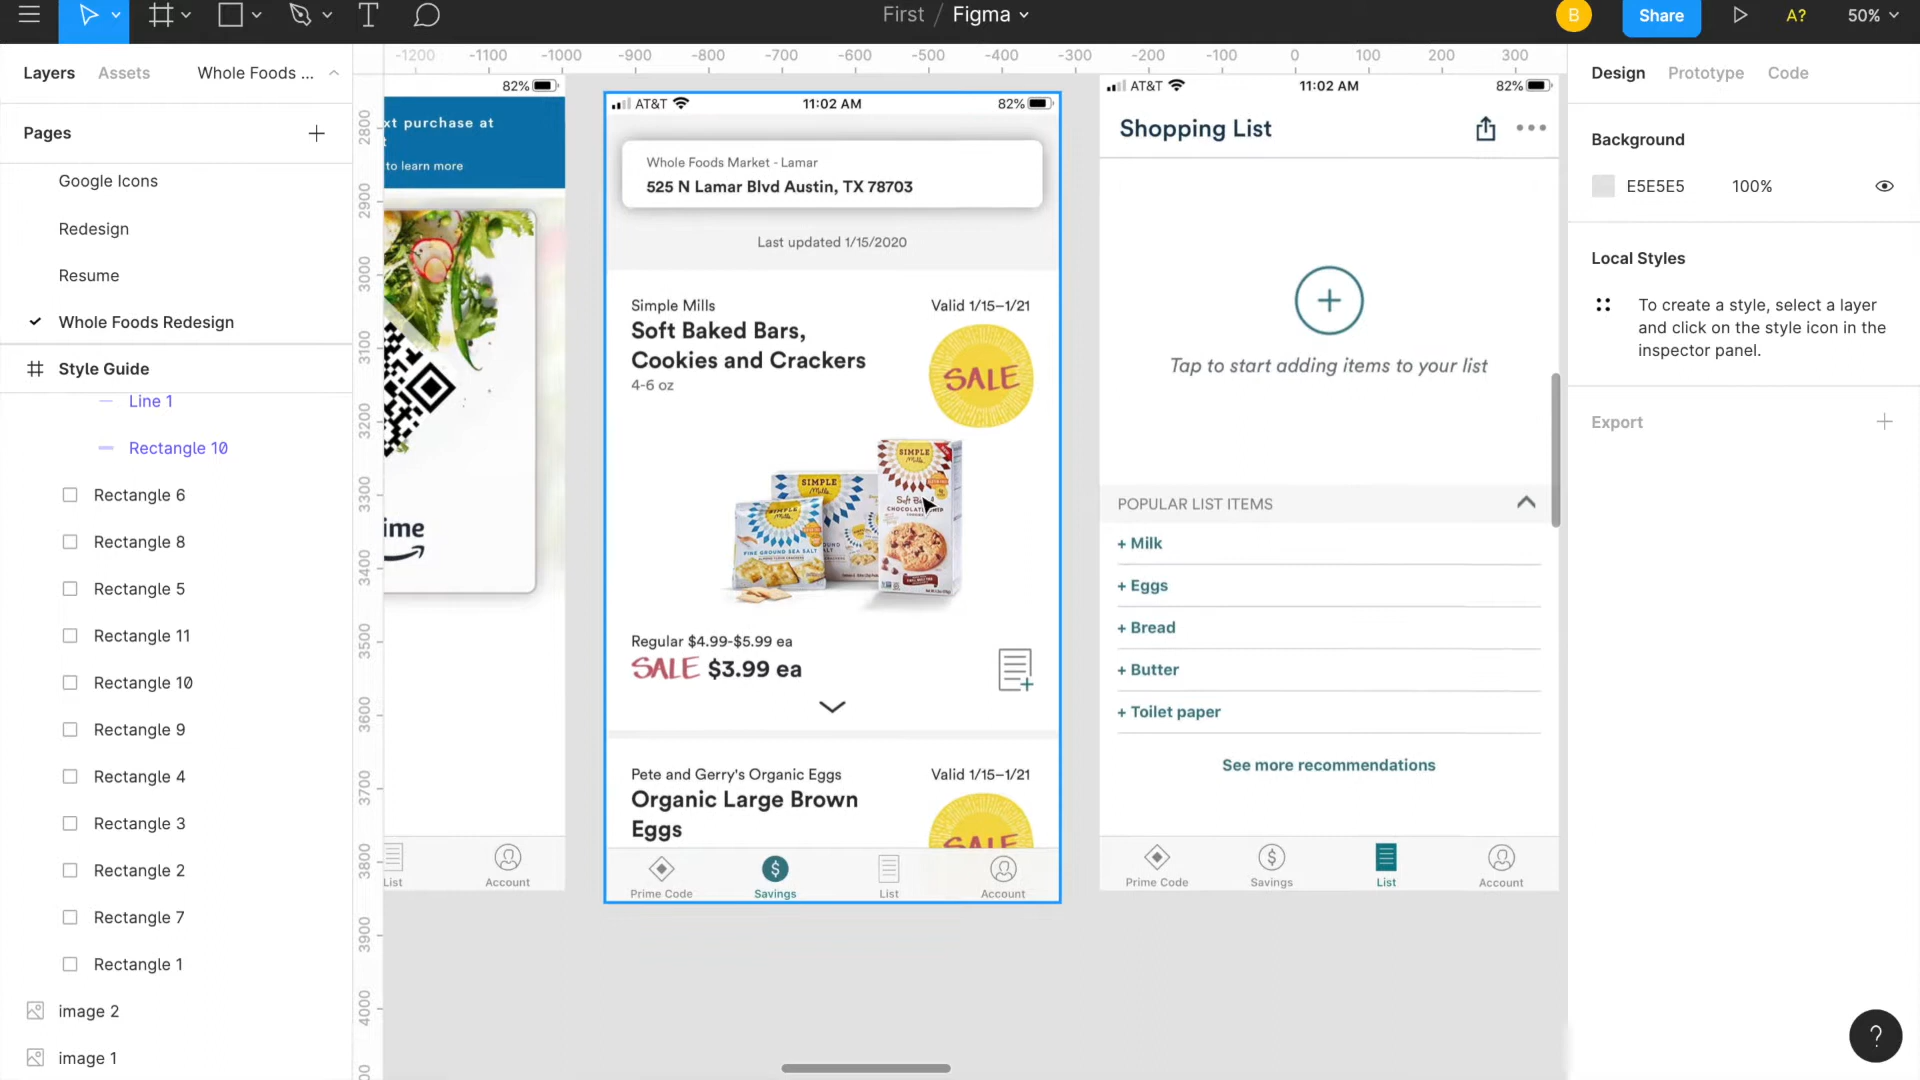 First / Figma
B
Share
A?
50%
Layers
Assets
Whole Foods ...
Pages
Google Icons
Redesign
Resume
Whole Foods Redesign
Style Guide
Line 1
Rectangle 10
Rectangle 6
Rectangle 8
Rectangle 5
Rectangle 11
Rectangle 10
Rectangle 9
Rectangle 4
Rectangle 3
Rectangle 2
Rectangle 7
Rectangle 1
image 2
image 1
-1200 -1100 -1000 -900 -800 -700 -600 -500 -400 -300 -200 -100 0 100 200 300
2800
2900
3000
3100
3200
3300
3400
3500
3600
3700
3800
3900
4000
82%
xt purchase at
t
to learn more
ime
List
Account
AT&T
11:02 AM
82%
Whole Foods Market - Lamar
525 N Lamar Blvd Austin, TX 78703
Last updated 1/15/2020
Simple Mills
Valid 1/15–1/21
Soft Baked Bars,
Cookies and Crackers
4-6 oz
SALE
SIMPLE
Mills
SIMPLE
Mills
FINE GROUND SEA SALT
Regular $4.99-$5.99 ea
SALE $3.99 ea
Pete and Gerry's Organic Eggs
Valid 1/15–1/21
Organic Large Brown
Eggs
SALE
Prime Code
Savings
List
Account
AT&T
11:02 AM
82%
Shopping List
Tap to start adding items to your list
POPULAR LIST ITEMS
+ Milk
+ Eggs
+ Bread
+ Butter
+ Toilet paper
See more recommendations
Prime Code
Savings
List
Account
Design
Prototype
Code
Background
E5E5E5
100%
Local Styles
To create a style, select a layer
and click on the style icon in the
inspector panel.
Export
?